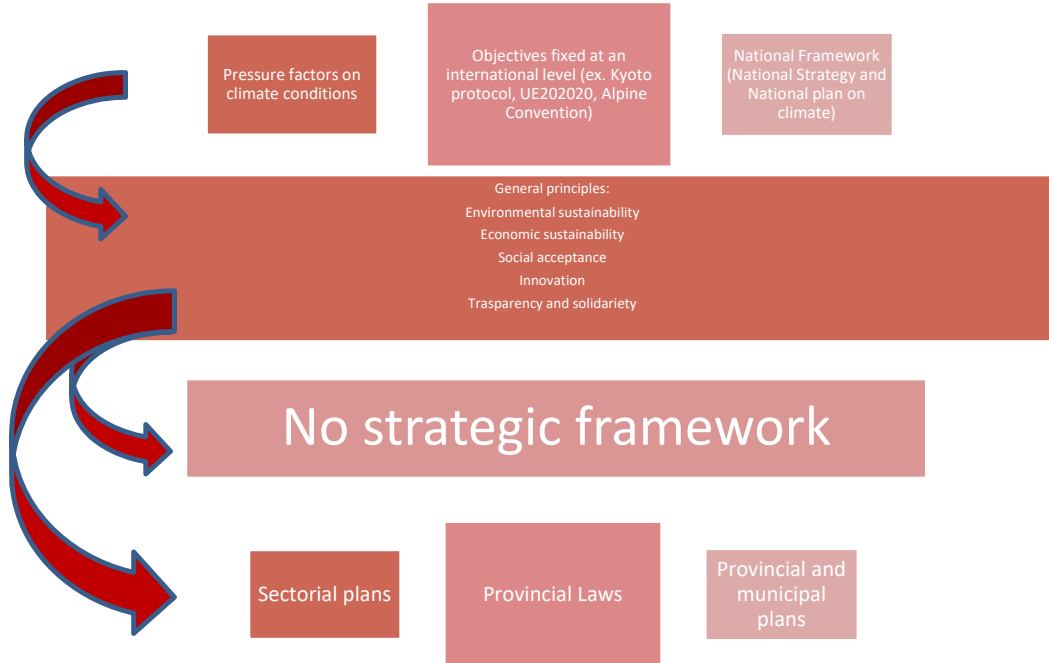 Pressure factors on
climate conditions
Objectives fixed at an
international level (ex. Kyoto
protocol, UE202020, Alpine
Convention)
National Framework
(National Strategy and
National plan on
climate)
General principles:
Environmental sustainability
Economic sustainability
Social acceptance
Innovation
Trasparency and solidariety
No strategic framework
Sectorial plans
Provincial Laws
Provincial and
municipal
plans